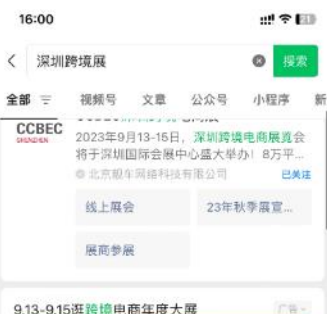 16:00
深圳跨境展
搜索
全部 视频号 文章 公众号 小程序 新
CCBEC
SHENZHEN
2023年9月13-15日，深圳跨境电商展览会
将于深圳国际会展中心盛大举办！8万平...
北京舰车网络科技有限公司 已关注
线上展会 23年秋季展宣...
展商参展
9.13-9.15逛跨境电商年度大展 广告